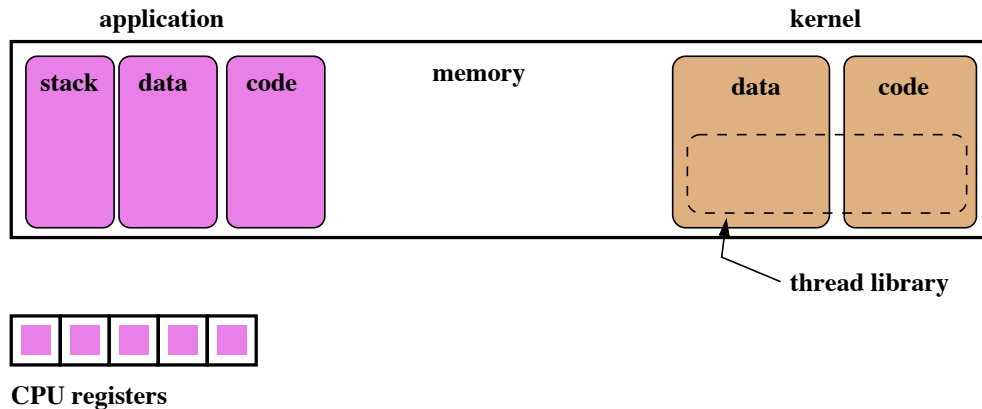 application
kernel
memory
stack
data
code
data
code
thread library
CPU registers